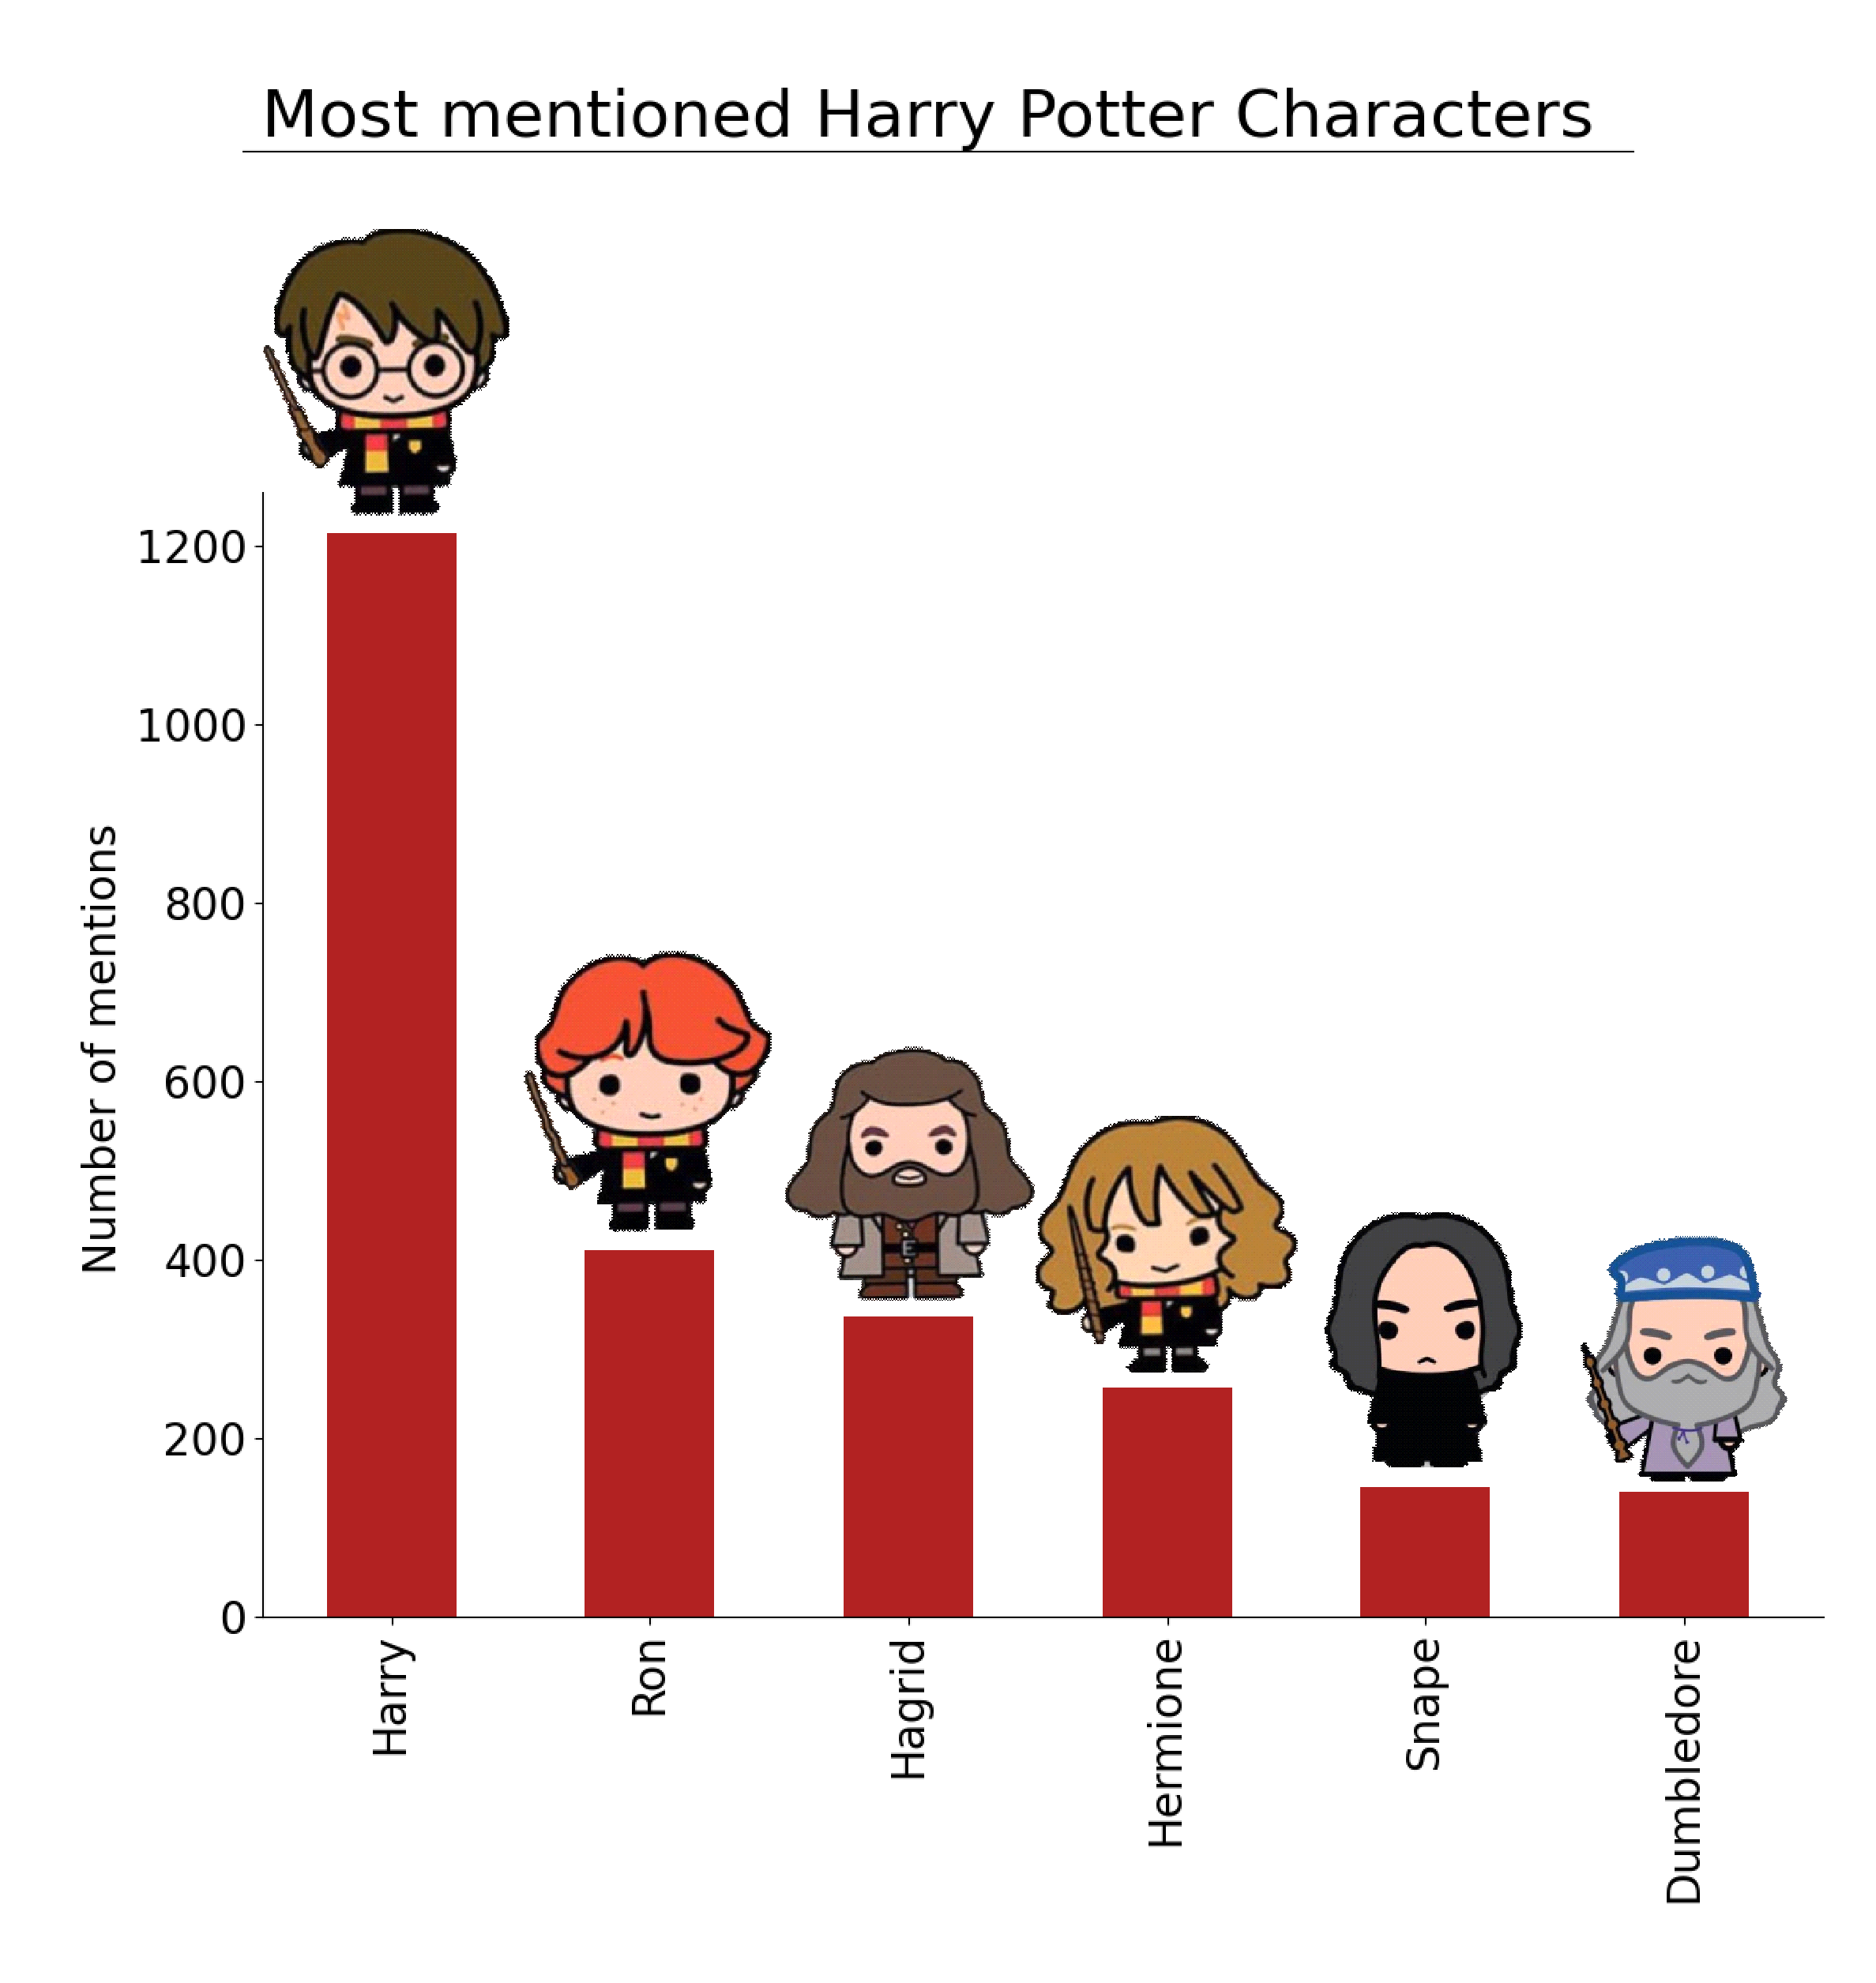 Most mentioned Harry Potter Characters
1200
1000
800
600
400
200
0
Number of mentions
Harry
Ron
Hagrid
Hermione
Snape
Dumbledore